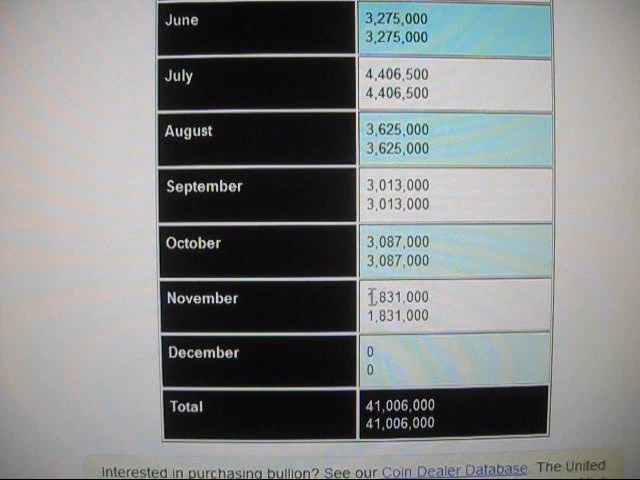 June
3,275,000
3,275,000
July
4,406,500
4,406,500
August
3,625,000
3,625,000
September
3,013,000
3,013,000
October
3,087,000
3,087,000
November
1,831,000
1,831,000
December
0
0
Total
41,006,000
41,006,000
Interested in purchasing bullion? See our Coin Dealer Database. The United